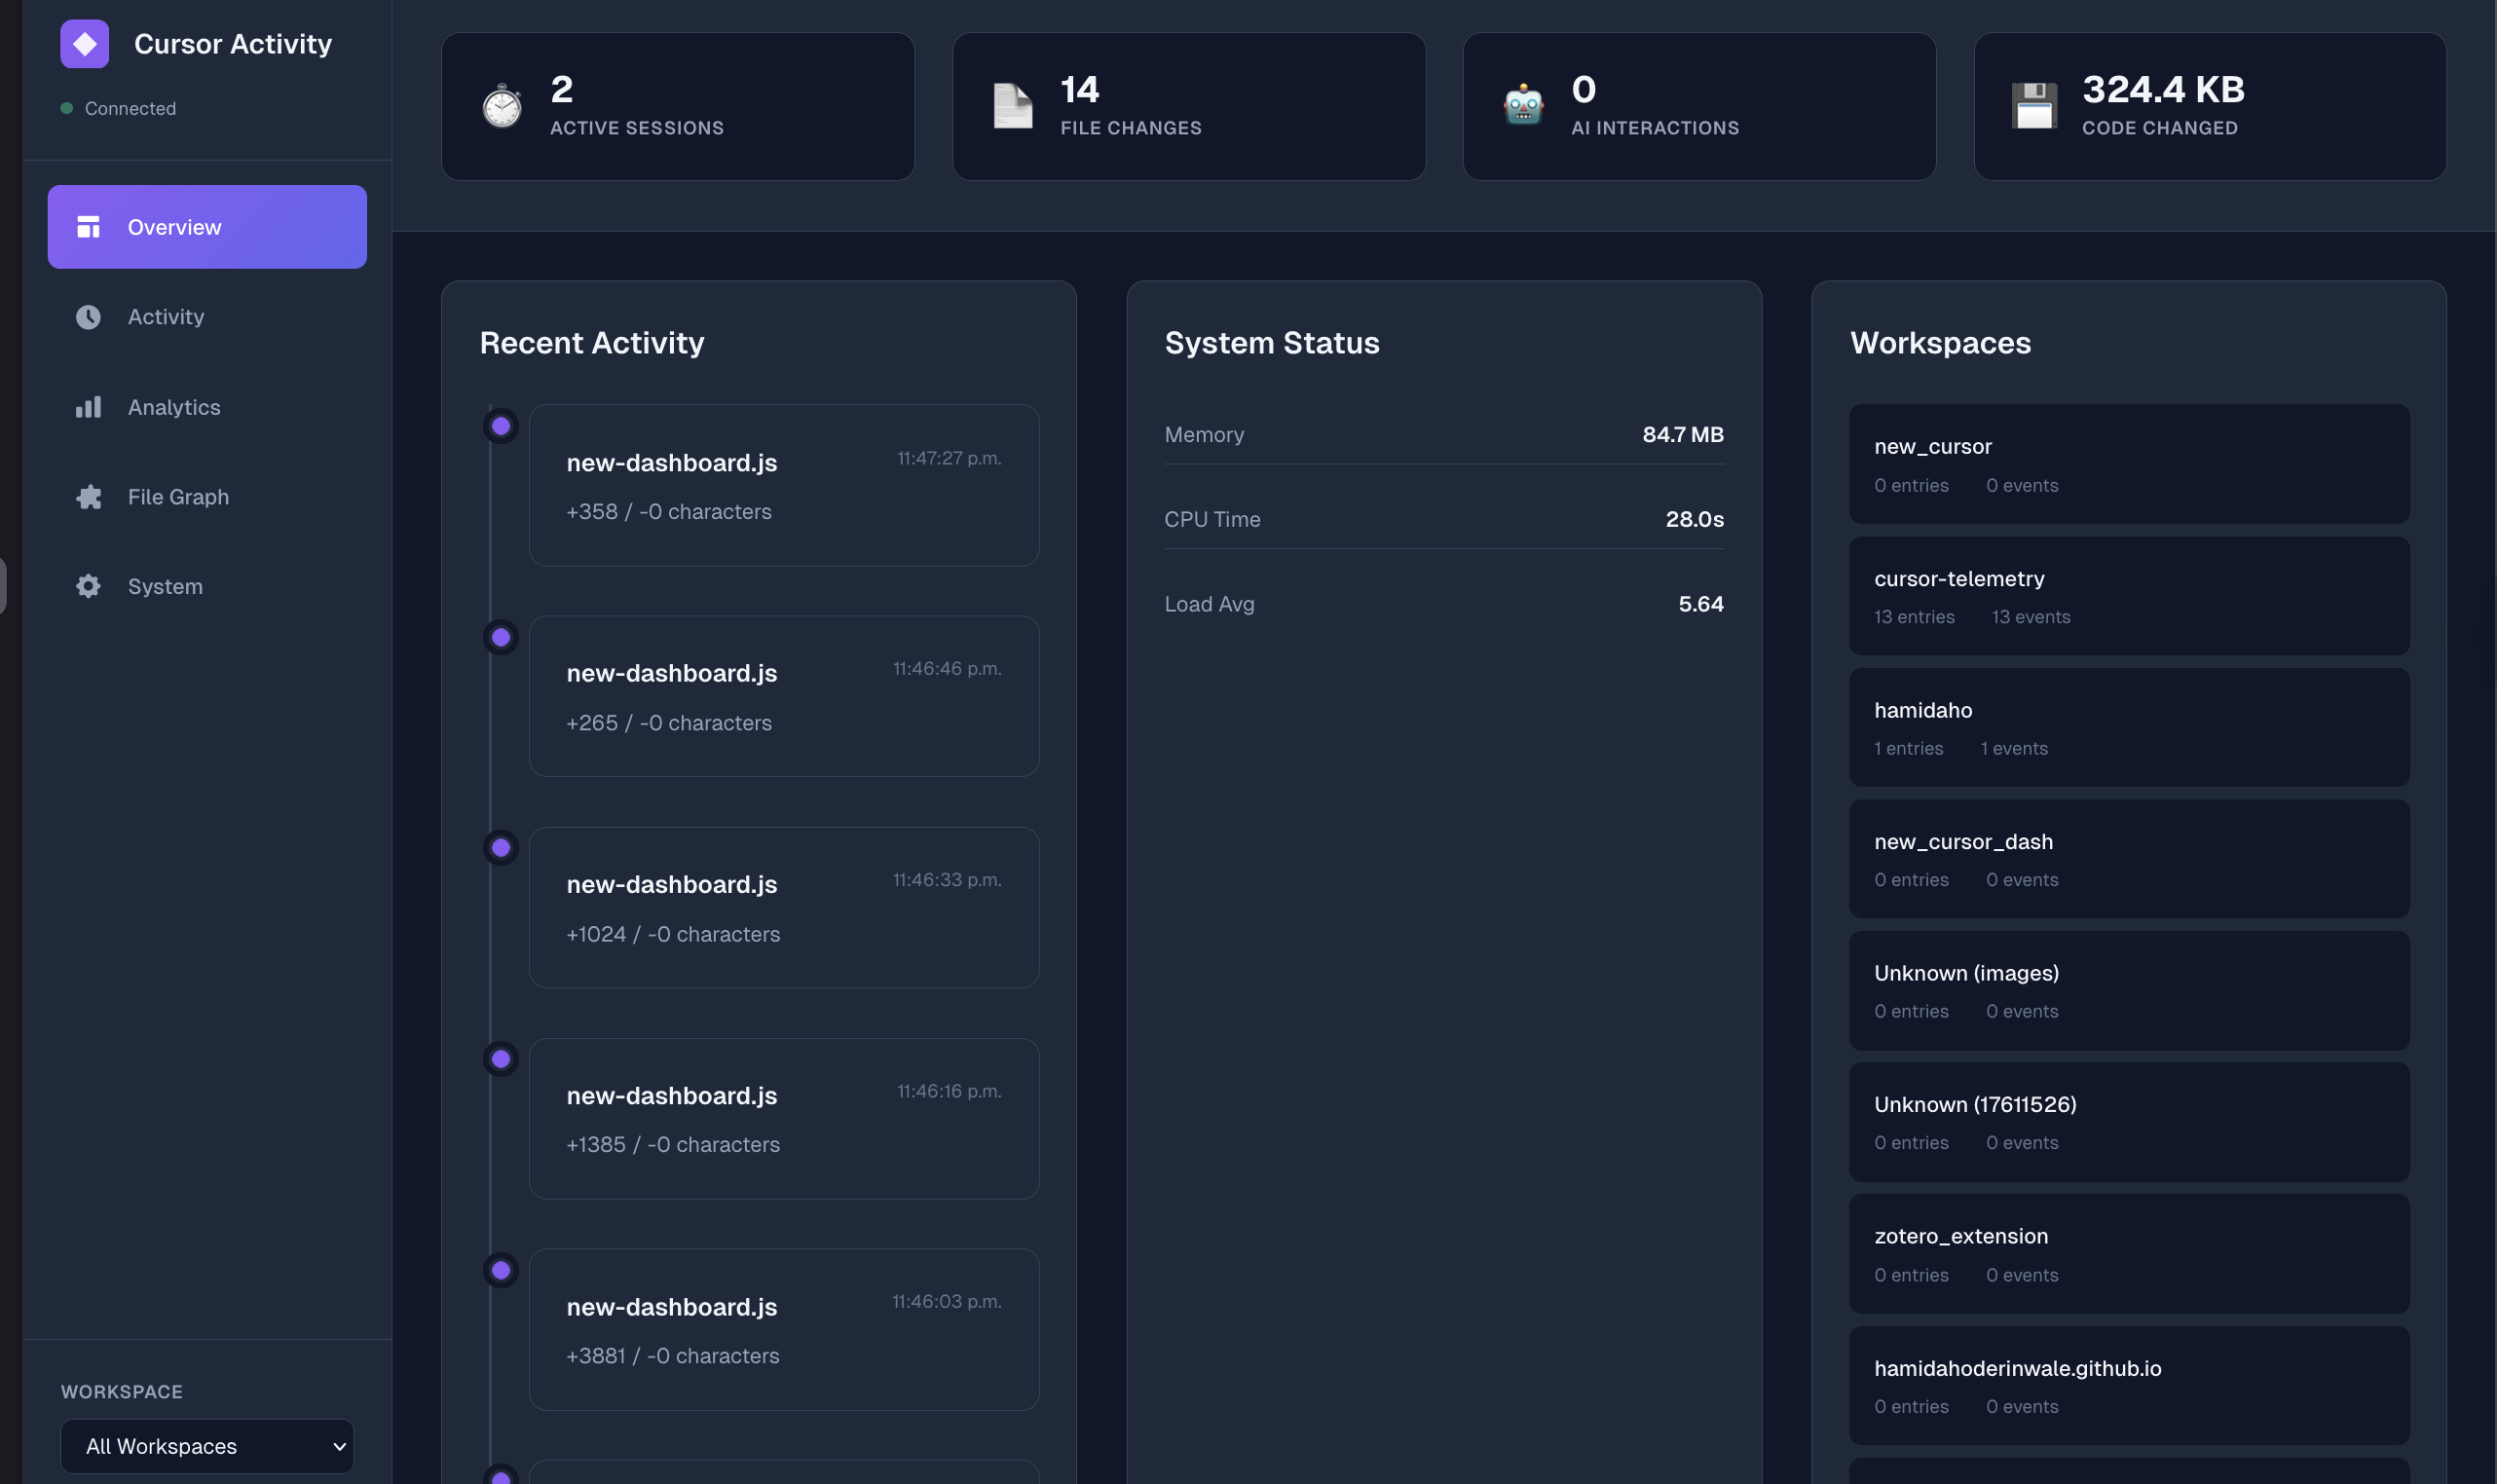 Cursor Activity
Connected
Overview
Activity
Analytics
File Graph
System
WORKSPACE
All Workspaces
2
ACTIVE SESSIONS
14
FILE CHANGES
0
AI INTERACTIONS
324.4 KB
CODE CHANGED
Recent Activity
new-dashboard.js 11:47:27 p.m.
+358 / -0 characters
new-dashboard.js 11:46:46 p.m.
+265 / -0 characters
new-dashboard.js 11:46:33 p.m.
+1024 / -0 characters
new-dashboard.js 11:46:16 p.m.
+1385 / -0 characters
new-dashboard.js 11:46:03 p.m.
+3881 / -0 characters
System Status
Memory 84.7 MB
CPU Time 28.0s
Load Avg 5.64
Workspaces
new_cursor
0 entries 0 events
cursor-telemetry
13 entries 13 events
hamidaho
1 entries 1 events
new_cursor_dash
0 entries 0 events
Unknown (images)
0 entries 0 events
Unknown (17611526)
0 entries 0 events
zotero_extension
0 entries 0 events
hamidahoderinwale.github.io
0 entries 0 events